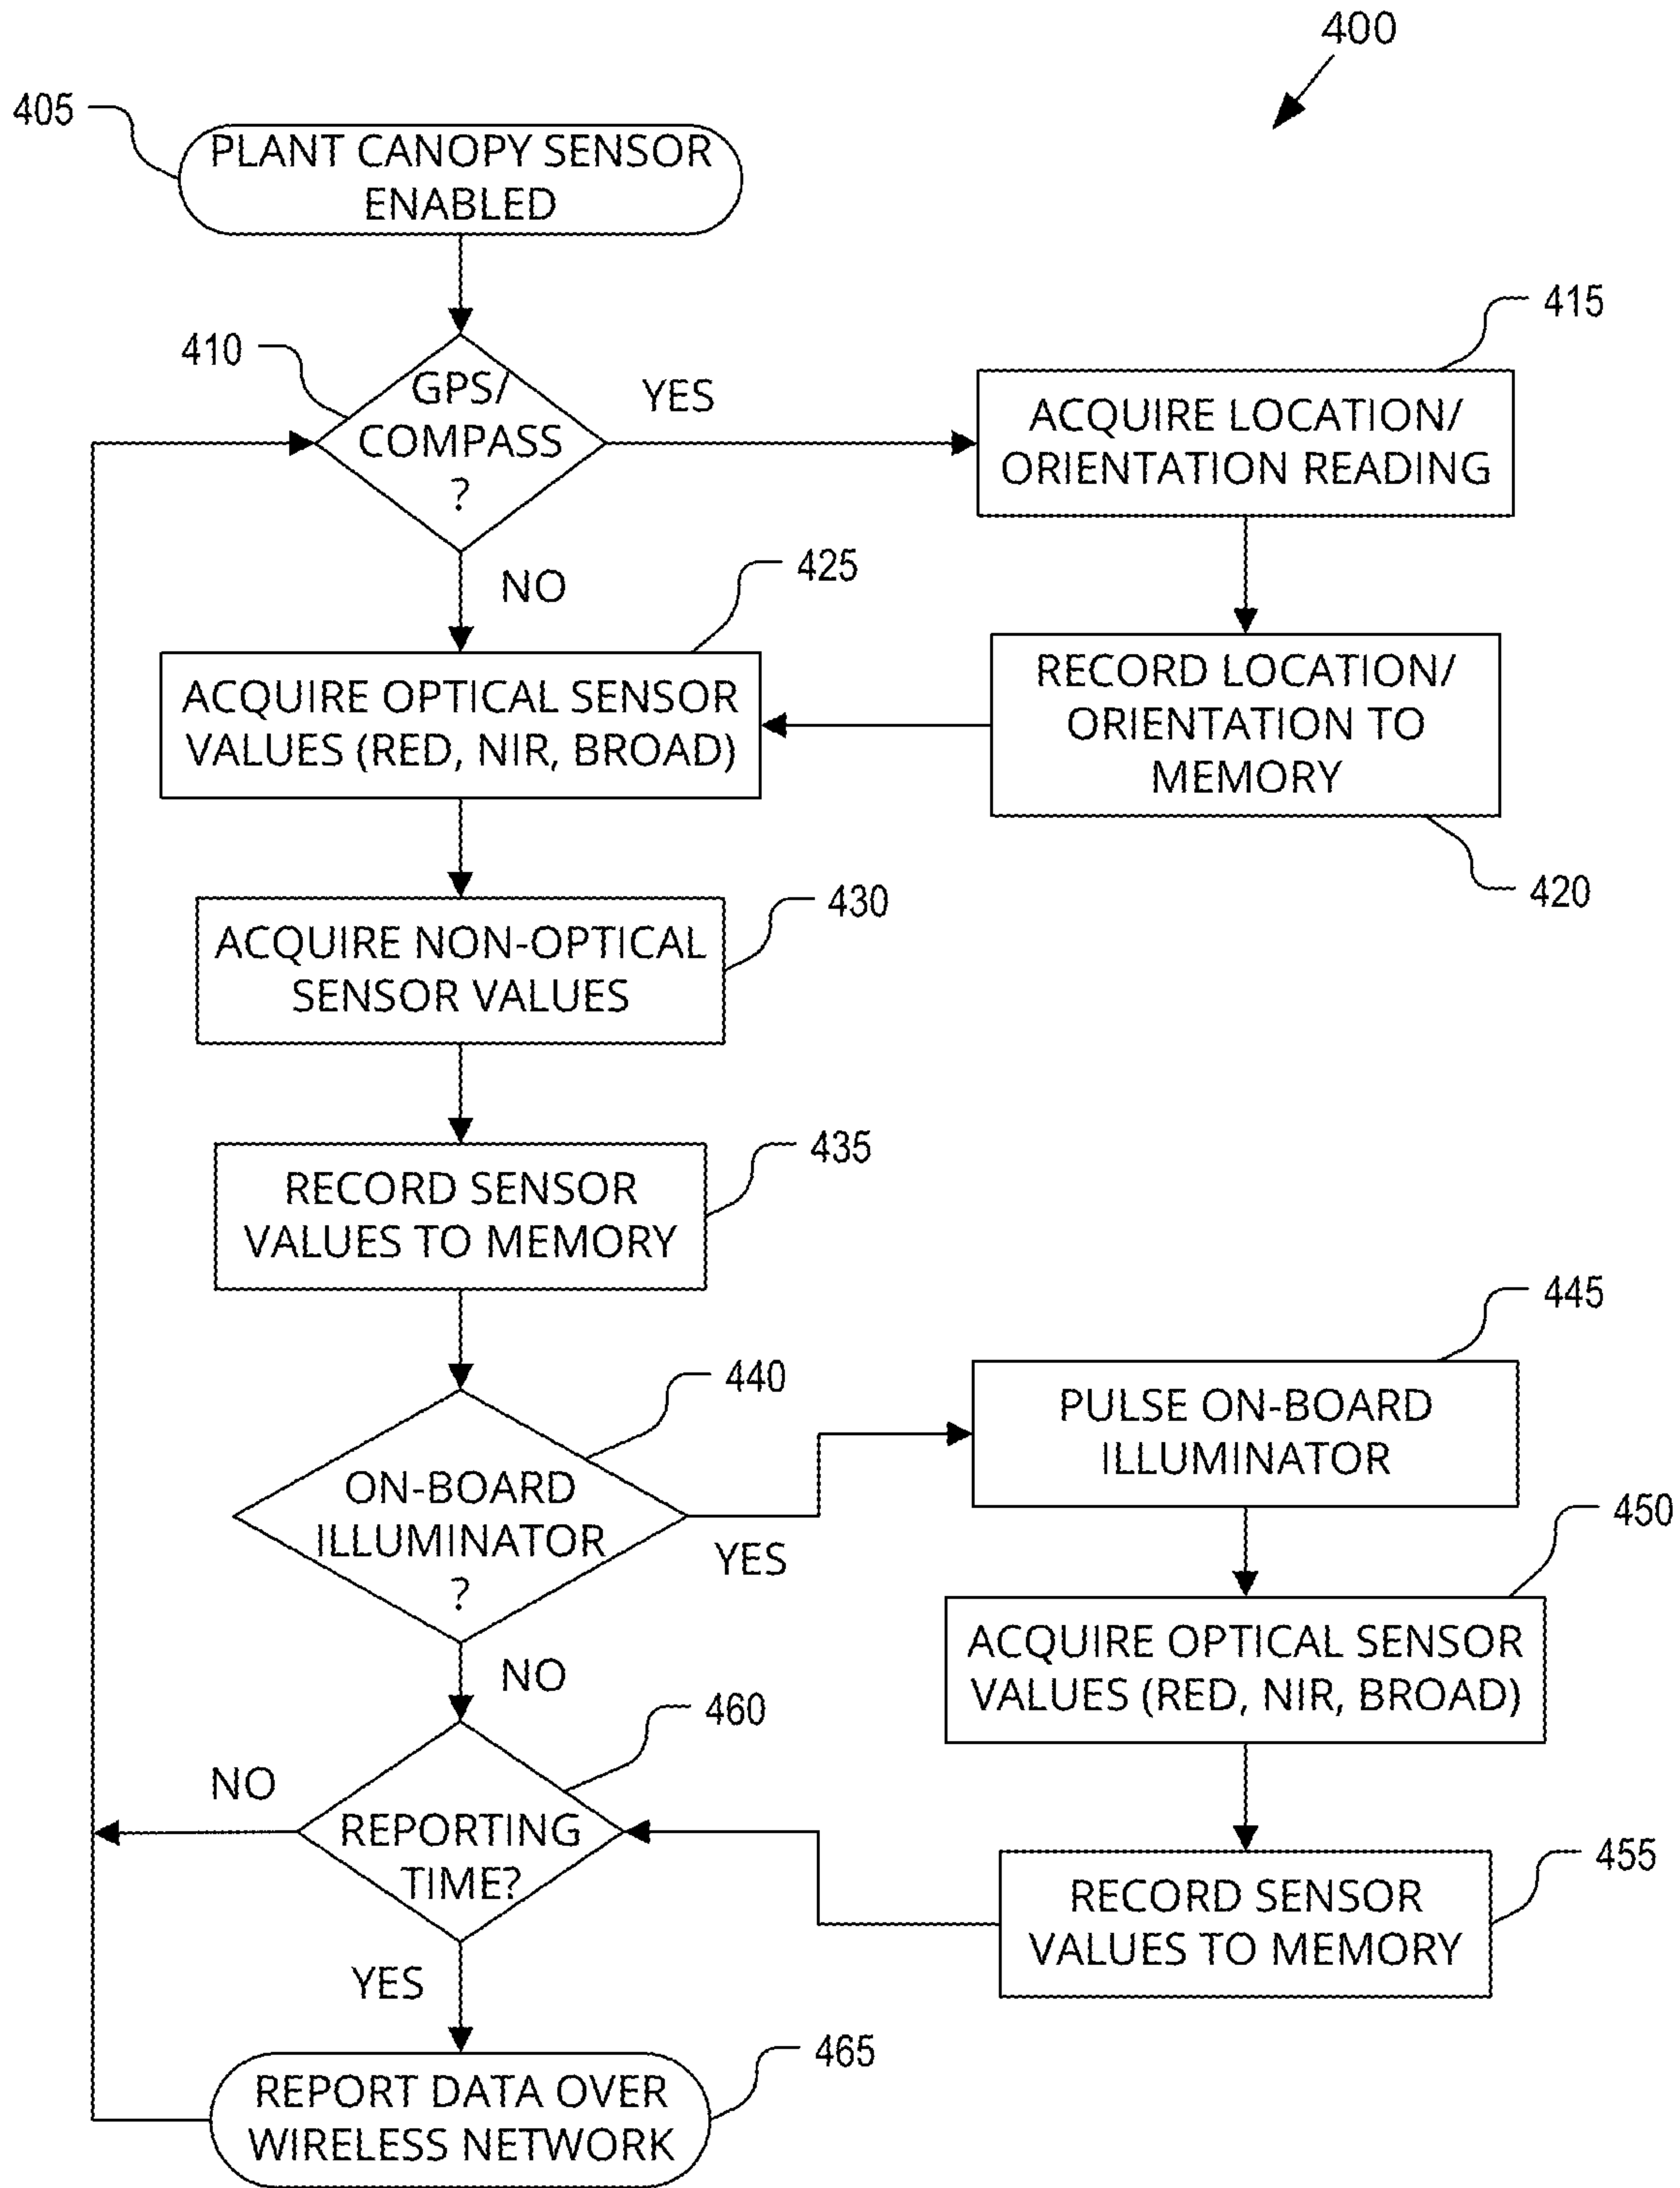 400
405
PLANT CANOPY SENSOR
ENABLED
410
GPS/
COMPASS
?
YES
415
ACQUIRE LOCATION/
ORIENTATION READING
NO
425
ACQUIRE OPTICAL SENSOR
VALUES (RED, NIR, BROAD)
RECORD LOCATION/
ORIENTATION TO
MEMORY
420
430
ACQUIRE NON-OPTICAL
SENSOR VALUES
435
RECORD SENSOR
VALUES TO MEMORY
440
ON-BOARD
ILLUMINATOR
?
YES
445
PULSE ON-BOARD
ILLUMINATOR
450
ACQUIRE OPTICAL SENSOR
VALUES (RED, NIR, BROAD)
455
RECORD SENSOR
VALUES TO MEMORY
NO
460
REPORTING
TIME?
NO
YES
465
REPORT DATA OVER
WIRELESS NETWORK